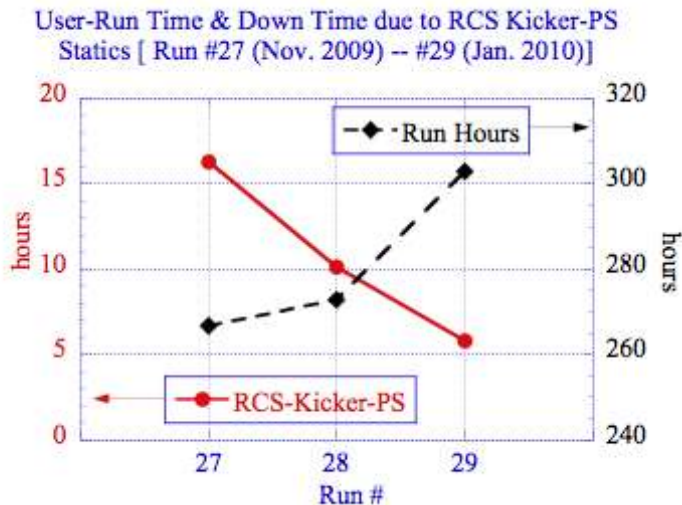 User-Run Time & Down Time due to RCS Kicker-PS
Statics [ Run #27 (Nov. 2009) -- #29 (Jan. 2010)]
20
15
10
5
0
hours
Run Hours
RCS-Kicker-PS
320
300
280
260
240
hours
27 28 29
Run #